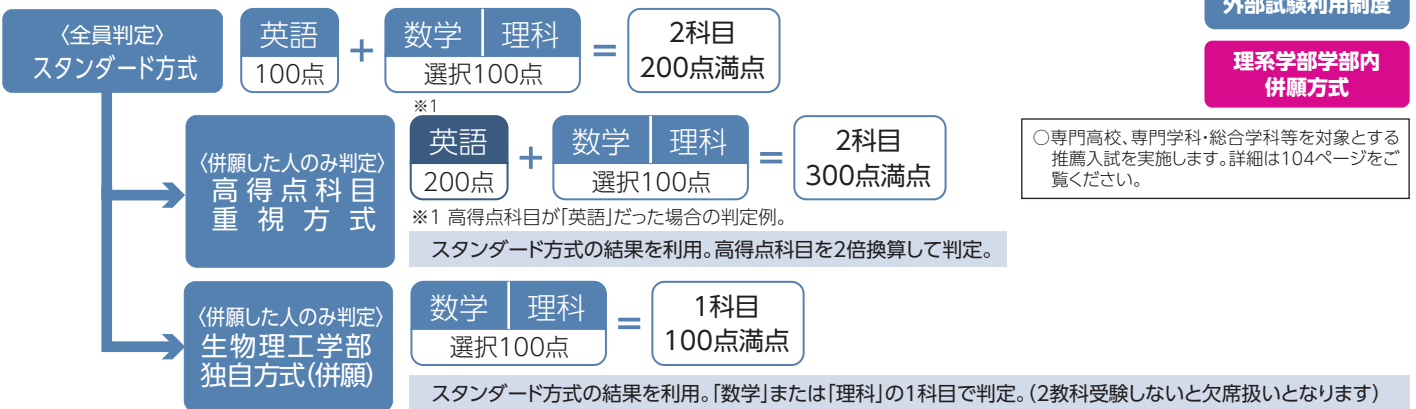 〈全員判定〉
スタンダード方式
英語
100点
+
数学 理科
選択100点
=
2科目
200点満点
外部試験利用制度
理系学部学部内
併願方式
○専門高校、専門学科・総合学科等を対象とする
推薦入試を実施します。詳細は104ページをご
覧ください。
〈併願した人のみ判定〉
高得点科目
重視方式
※1
英語
200点
+
数学 理科
選択100点
=
2科目
300点満点
※1 高得点科目が「英語」だった場合の判定例。
スタンダード方式の結果を利用。高得点科目を2倍換算して判定。
〈併願した人のみ判定〉
生物理工学部
独自方式(併願)
数学 理科
選択100点
=
1科目
100点満点
スタンダード方式の結果を利用。「数学」または「理科」の1科目で判定。(2教科受験しないと欠席扱いとなります)